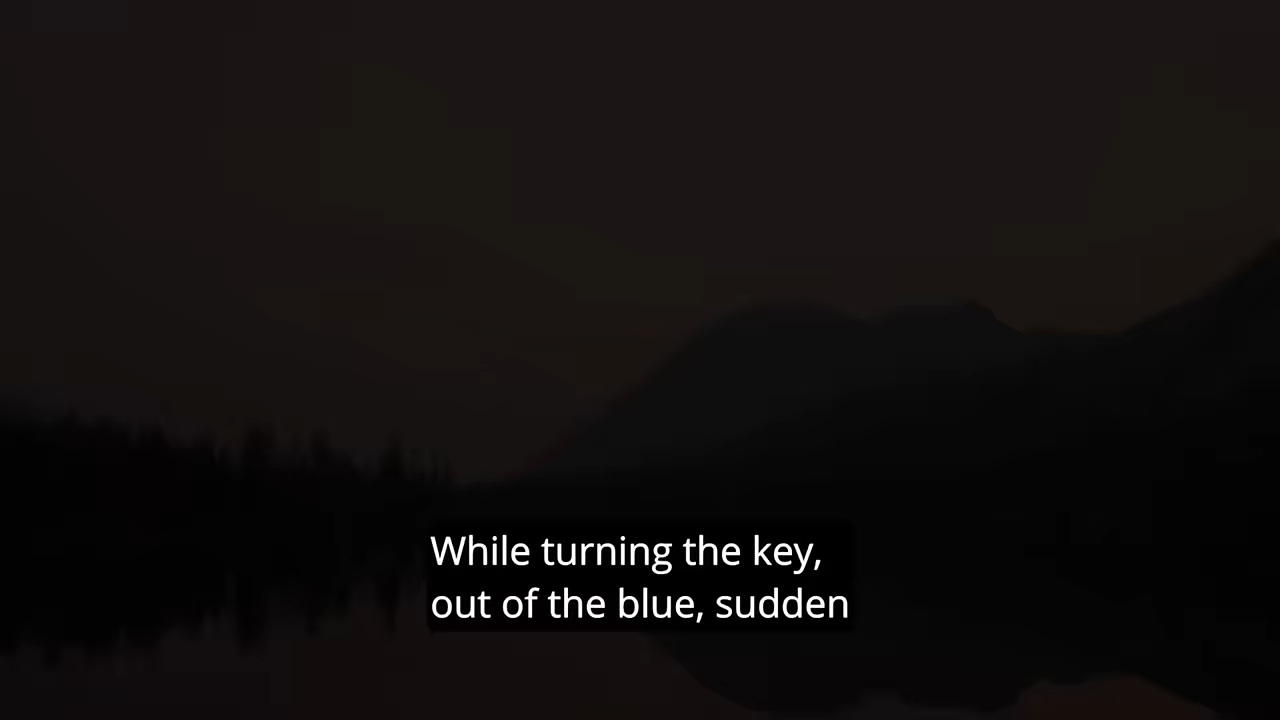 While turning the key,
out of the blue, sudden